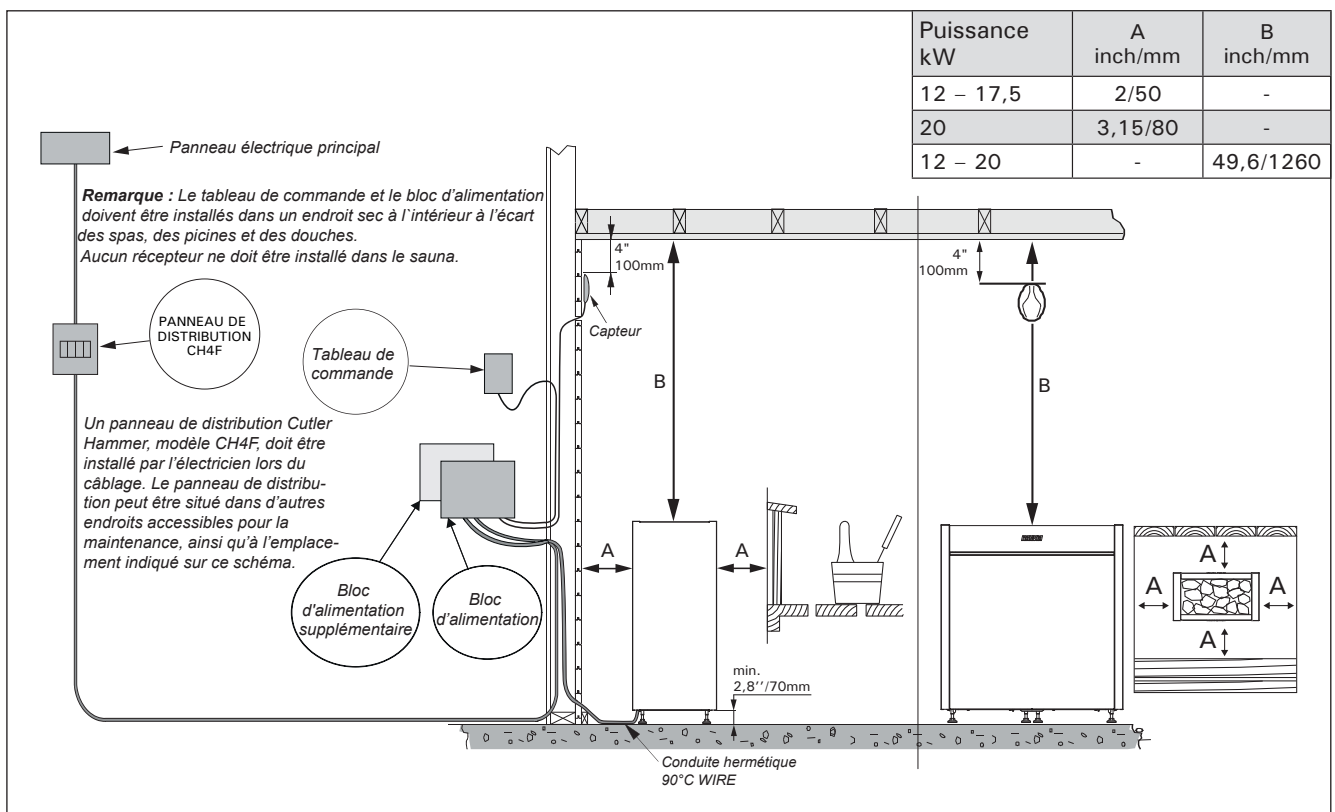 Puissance kW A inch/mm B inch/mm
12 – 17,5 2/50 -
20 3,15/80 -
12 – 20 - 49,6/1260
Panneau électrique principal
Remarque : Le tableau de commande et le bloc d'alimentation
doivent être installés dans un endroit sec à l`intérieur à l'écart
des spas, des picines et des douches.
Aucun récepteur ne doit être installé dans le sauna.
4"
100mm
4"
100mm
Capteur
PANNEAU DE
DISTRIBUTION
CH4F
Tableau de
commande
B
B
Un panneau de distribution Cutler
Hammer, modèle CH4F, doit être
installé par l'électricien lors du
câblage. Le panneau de distribu-
tion peut être situé dans d'autres
endroits accessibles pour la
maintenance, ainsi qu'à l'emplace-
ment indiqué sur ce schéma.
A
A
A
A
A
A
Bloc
d'alimentation
supplémentaire
Bloc
d'alimentation
min.
2,8''/70mm
Conduite hermétique
90°C WIRE